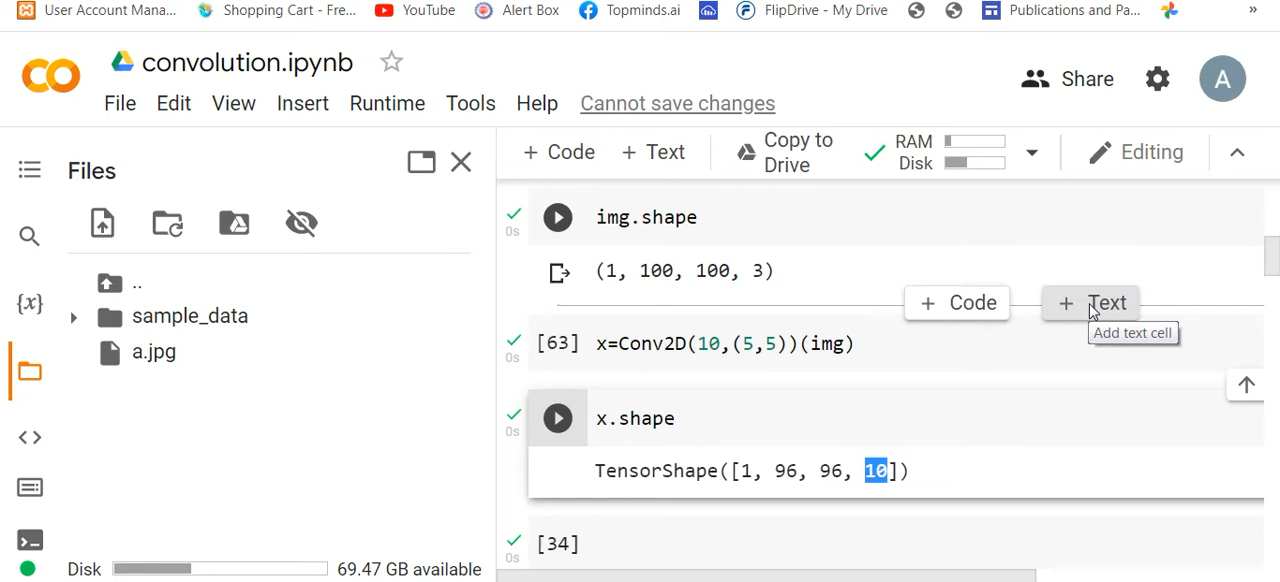 User Account Mana... Shopping Cart - Fre... YouTube Alert Box Topminds.ai FlipDrive - My Drive Publications and Pa... »
convolution.ipynb
Share
A
File Edit View Insert Runtime Tools Help Cannot save changes
Files
+ Code + Text Copy to Drive RAM Disk Editing
..
sample_data
a.jpg
Disk 69.47 GB available
0s img.shape
(1, 100, 100, 3)
+ Code + Text
Add text cell
[63] x=Conv2D(10,(5,5))(img)
0s
x.shape
0s
TensorShape([1, 96, 96, 10])
[34]
0s